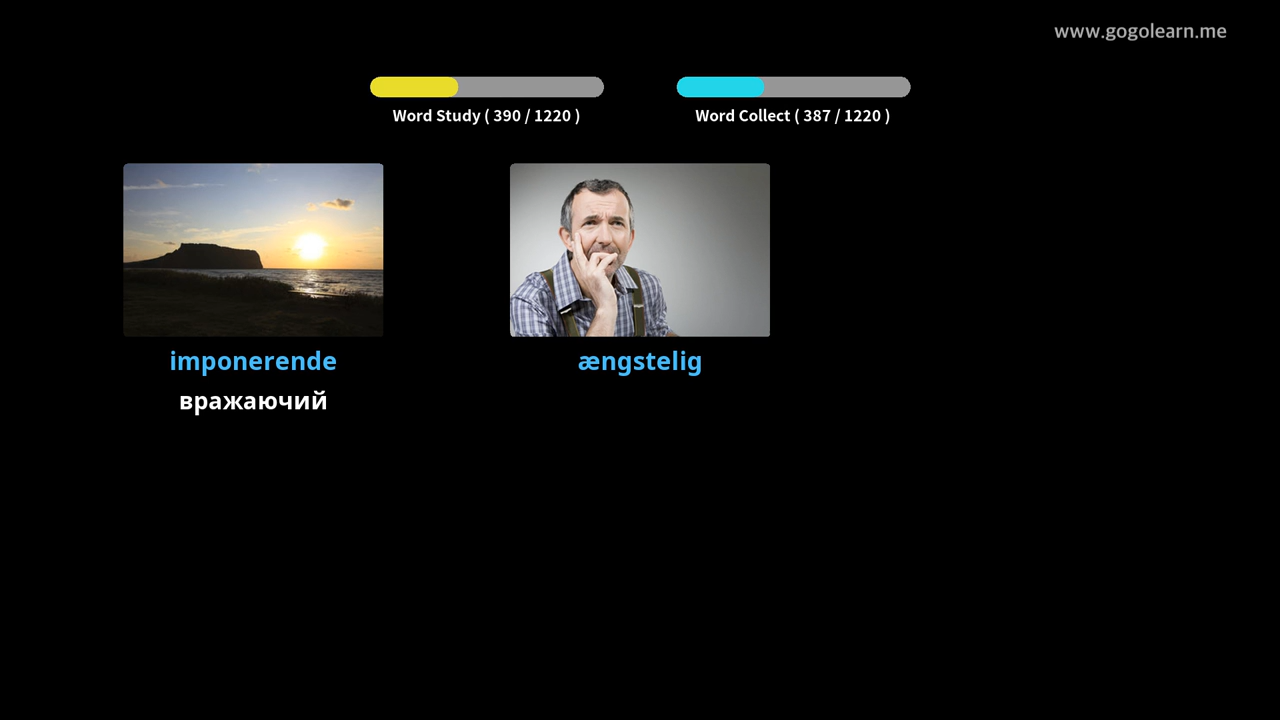 www.gogolearn.me
Word Study ( 390 / 1220 )
Word Collect ( 387 / 1220 )
imponerende
ængstelig
вражаючий